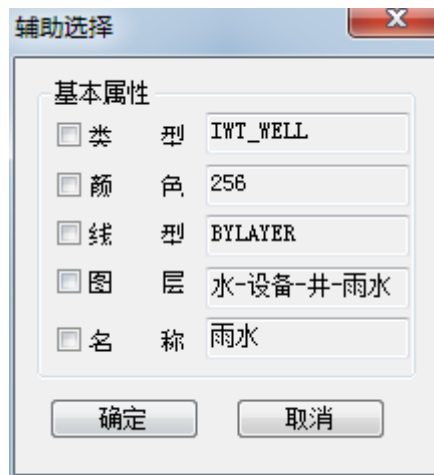 辅助选择
基本属性
类 型 IWT_WELL
颜 色 256
线 型 BYLAYER
图 层 水-设备-井-雨水
名 称 雨水
确定 取消